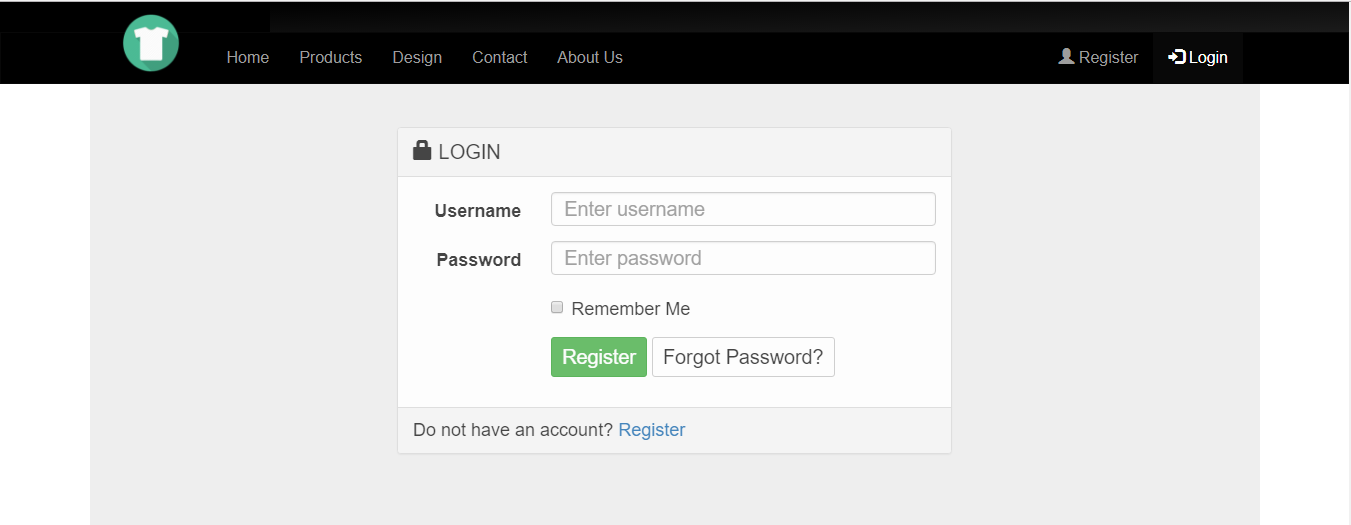 Home Products Design Contact About Us Register Login
LOGIN
Username Enter username
Password Enter password
Remember Me
Register Forgot Password?
Do not have an account? Register